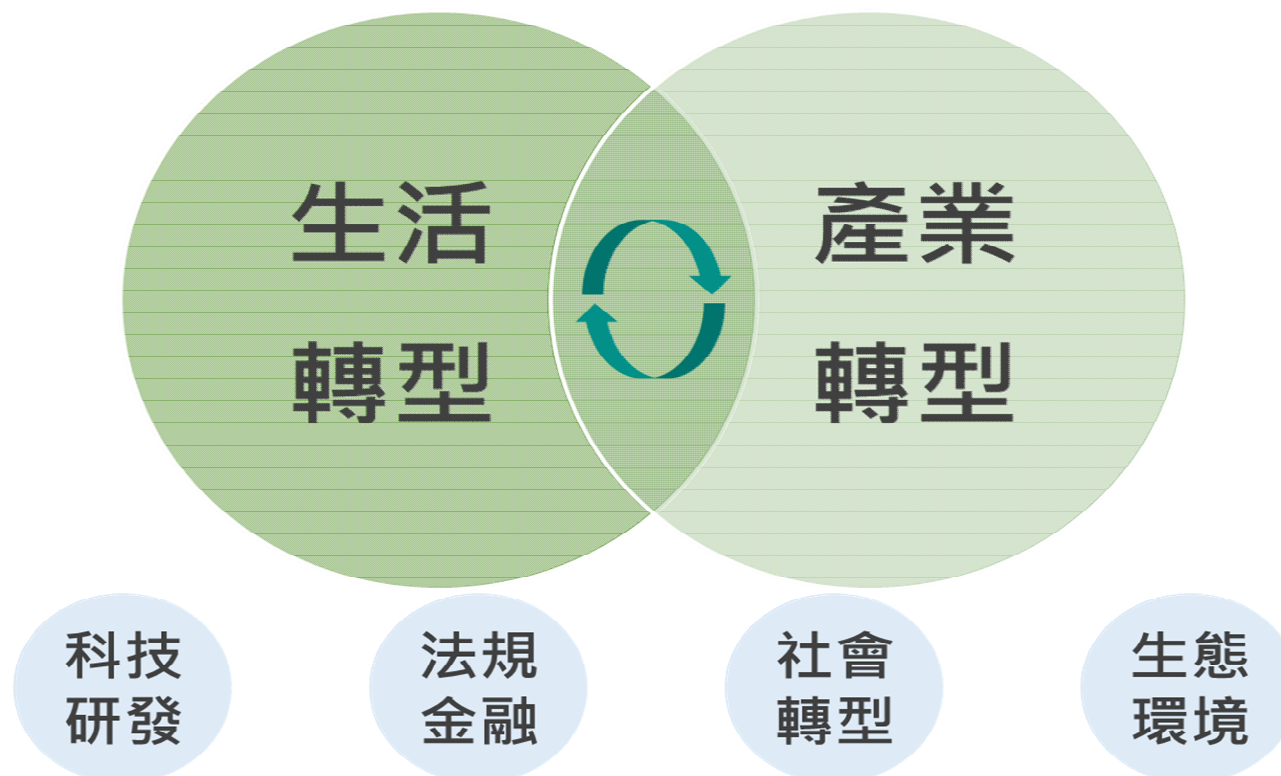 生活
轉型
產業
轉型
科技
研發
法規
金融
社會
轉型
生態
環境